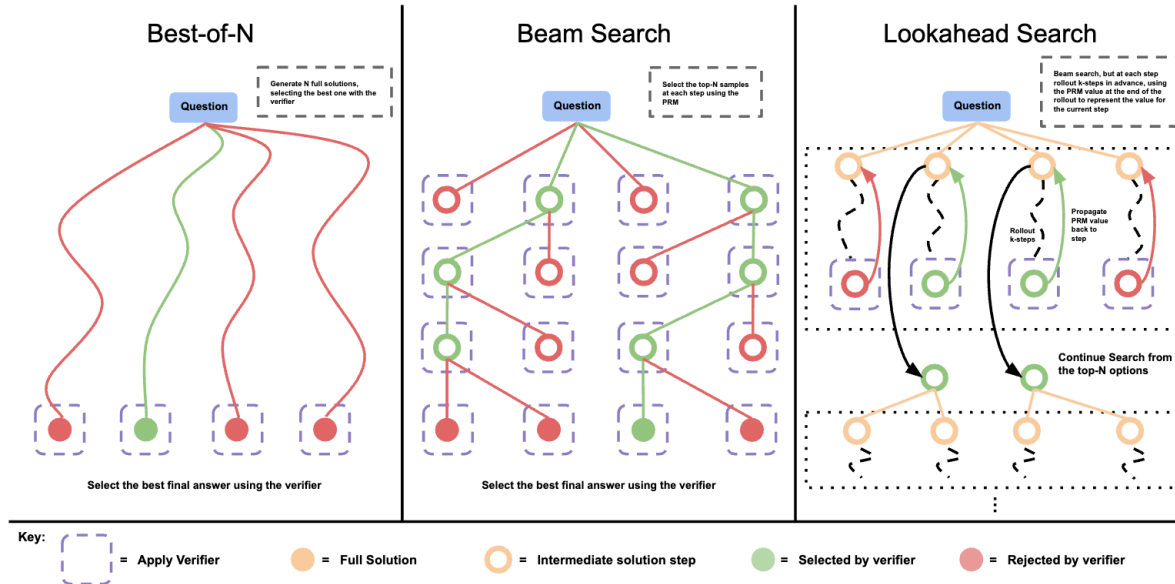 Best-of-N
Generate N full solutions,
selecting the best one with the
verifier
Question
Select the best final answer using the verifier
Beam Search
Select the top-N samples
at each step using the
PRM
Question
Select the best final answer using the verifier
Lookahead Search
Beam search, but at each step
rollout k-steps in advance, using
the PRM value at the end of the
rollout to represent the value for
the current step
Question
Rollout
k-steps
Propagate
PRM value
back to
step
Continue Search from
the top-N options
Key:
= Apply Verifier
= Full Solution
= Intermediate solution step
= Selected by verifier
= Rejected by verifier